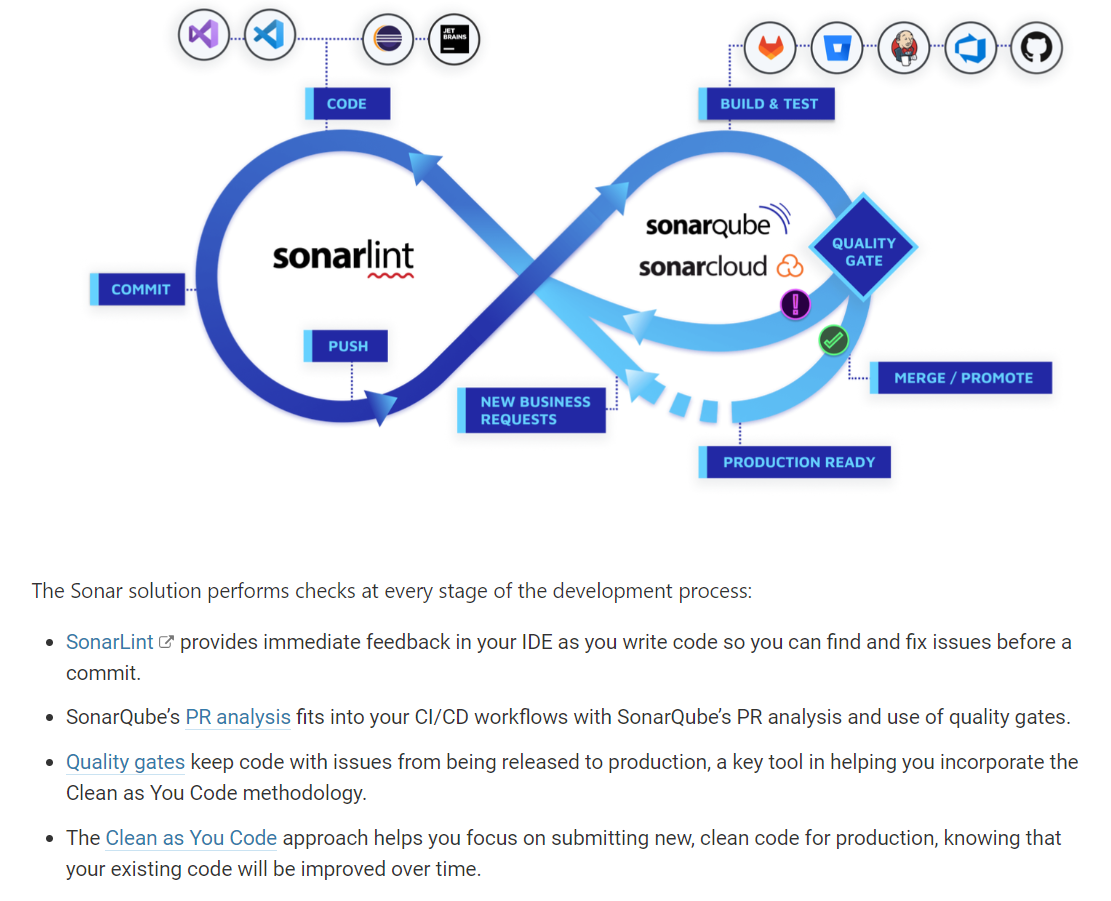 JET
BRAINS
CODE
BUILD & TEST
sonarqube
sonarlint
QUALITY
GATE
sonarcloud
COMMIT
!
PUSH
MERGE / PROMOTE
NEW BUSINESS
REQUESTS
PRODUCTION READY
The Sonar solution performs checks at every stage of the development process:
• SonarLint provides immediate feedback in your IDE as you write code so you can find and fix issues before a
commit.
• SonarQube’s PR analysis fits into your CI/CD workflows with SonarQube’s PR analysis and use of quality gates.
• Quality gates keep code with issues from being released to production, a key tool in helping you incorporate the
Clean as You Code methodology.
• The Clean as You Code approach helps you focus on submitting new, clean code for production, knowing that
your existing code will be improved over time.